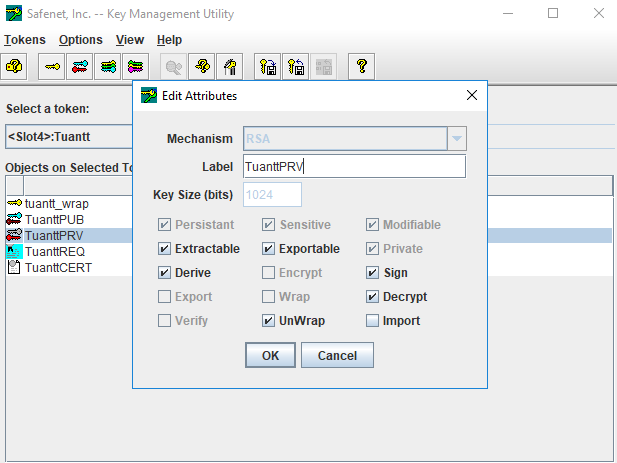 Safenet, Inc. -- Key Management Utility
Tokens Options View Help
Select a token:
<Slot4>:Tuantt
Objects on Selected To
tuantt_wrap
TuanttPUB
TuanttPRV
TuanttREQ
TuanttCERT
Edit Attributes
Mechanism RSA
Label TuanttPRV
Key Size (bits) 1024
Persistant Sensitive Modifiable
Extractable Exportable Private
Derive Encrypt Sign
Export Wrap Decrypt
Verify UnWrap Import
OK Cancel